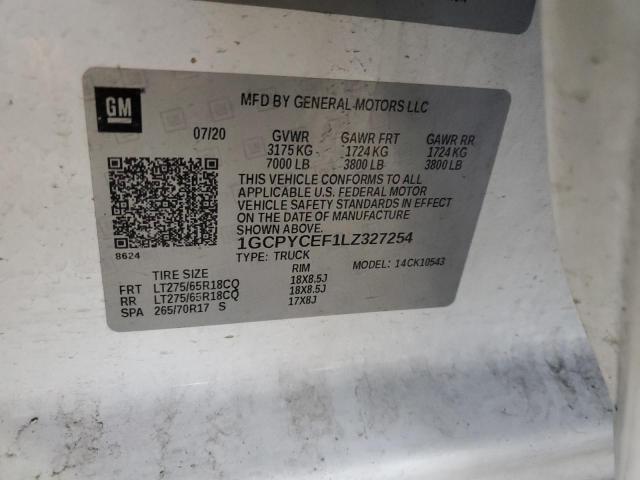 GM
MFD BY GENERAL MOTORS LLC
07/20 GVWR GAWR FRT GAWR RR
3175 KG 1724 KG 1724 KG
7000 LB 3800 LB 3800 LB
THIS VEHICLE CONFORMS TO ALL
APPLICABLE U.S. FEDERAL MOTOR
VEHICLE SAFETY STANDARDS IN
EFFECT ON THE DATE OF MANUFACTURE
SHOWN ABOVE.
1GCPYCEF1LZ327254
8624
TYPE: TRUCK MODEL: 14CK10543
TIRE SIZE RIM
FRT LT275/65R18CQ 18X8.5J
RR LT275/65R18CQ 18X8.5J
SPA 265/70R17 S 17X8J